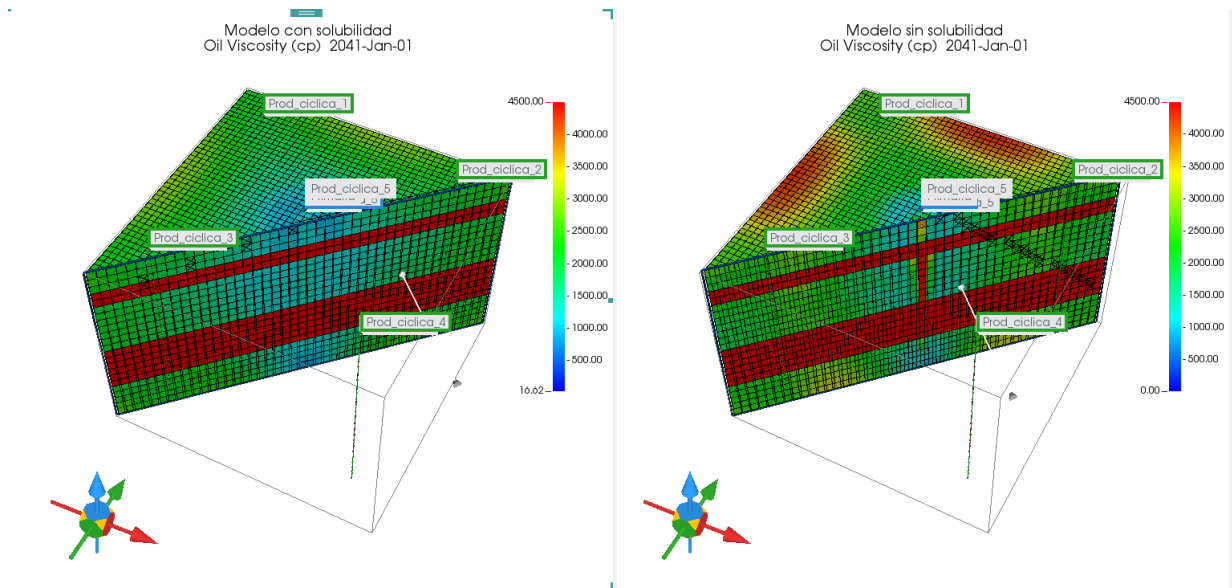 Modelo con solubilidad
Oil Viscosity (cp) 2041-Jan-01
Prod_ciclica_1
Prod_ciclica_2
Prod_ciclica_5
Prod_ciclica_3
Prod_ciclica_4
4500.00
4000.00
3500.00
3000.00
2500.00
2000.00
1500.00
1000.00
500.00
16.62
Modelo sin solubilidad
Oil Viscosity (cp) 2041-Jan-01
Prod_ciclica_1
Prod_ciclica_2
Prod_ciclica_5
Prod_ciclica_3
Prod_ciclica_4
4500.00
4000.00
3500.00
3000.00
2500.00
2000.00
1500.00
1000.00
500.00
0.00